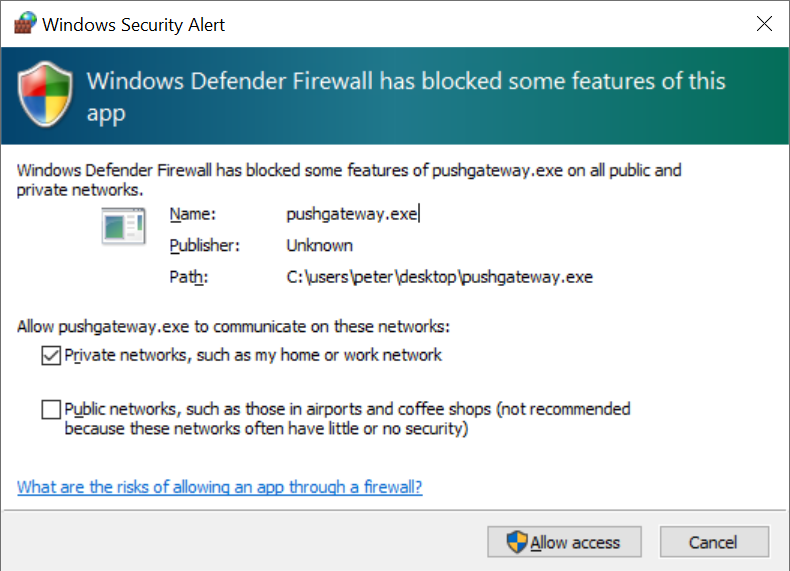 Windows Security Alert
Windows Defender Firewall has blocked some features of this
app
Windows Defender Firewall has blocked some features of pushgateway.exe on all public and
private networks.
Name: pushgateway.exe
Publisher: Unknown
Path: C:\users\peter\desktop\pushgateway.exe
Allow pushgateway.exe to communicate on these networks:
Private networks, such as my home or work network
Public networks, such as those in airports and coffee shops (not recommended
because these networks often have little or no security)
What are the risks of allowing an app through a firewall?
Allow access Cancel